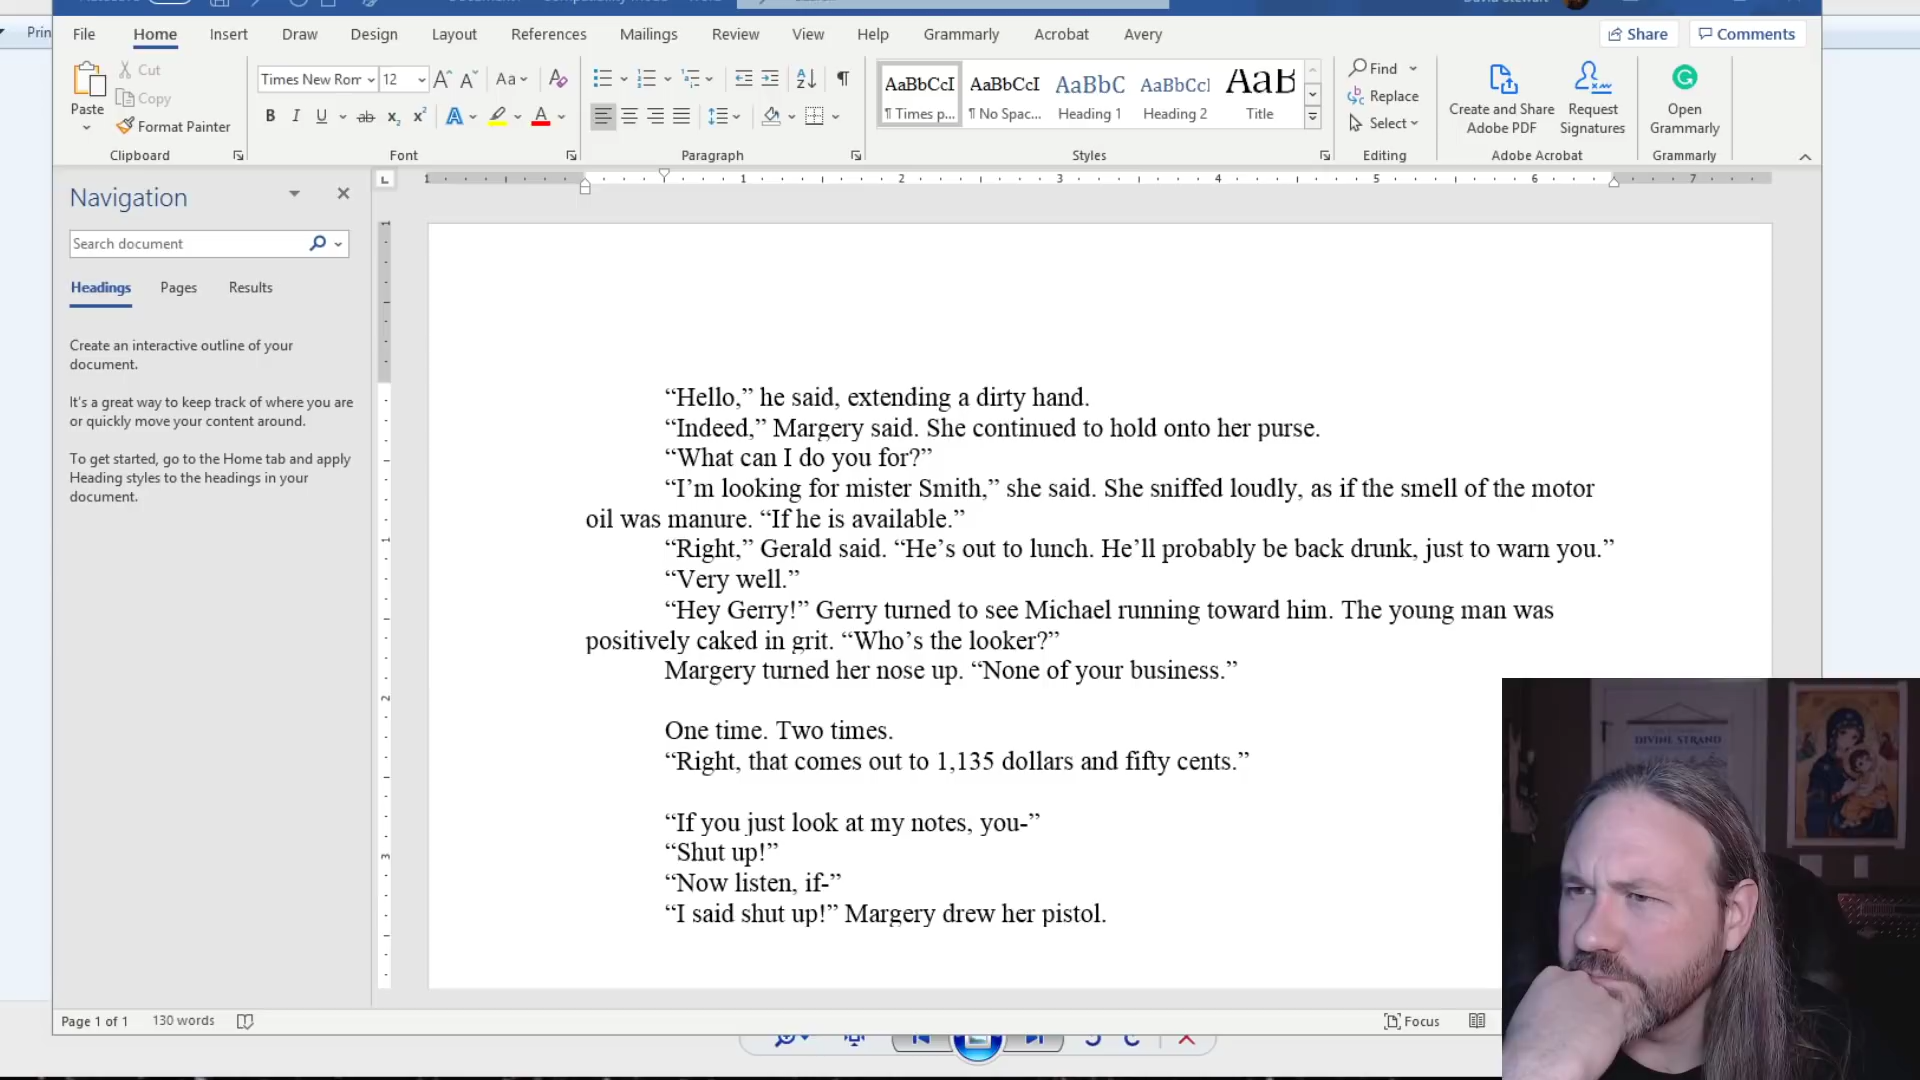 Prin
File Home Insert Draw Design Layout References Mailings Review View Help Grammarly Acrobat Avery Share Comments
Paste
Cut
Copy
Format Painter
Times New Ror 12
AaBbCcI AaBbCcI AaBbC AaBbCcI AaB
¶ Times p... ¶ No Spac... Heading 1 Heading 2 Title
Find
Replace
Select
Create and Share
Adobe PDF
Request
Signatures
Open
Grammarly
Clipboard Font Paragraph Styles Editing Adobe Acrobat Grammarly
1 1 2 3 4 5 6 7
Navigation
Search document
Headings Pages Results
Create an interactive outline of your
document.
It's a great way to keep track of where you are
or quickly move your content around.
To get started, go to the Home tab and apply
Heading styles to the headings in your
document.
“Hello,” he said, extending a dirty hand.
“Indeed,” Margery said. She continued to hold onto her purse.
“What can I do you for?”
“I’m looking for mister Smith,” she said. She sniffed loudly, as if the smell of the motor
oil was manure. “If he is available.”
“Right,” Gerald said. “He’s out to lunch. He’ll probably be back drunk, just to warn you.”
“Very well.”
“Hey Gerry!” Gerry turned to see Michael running toward him. The young man was
positively caked in grit. “Who’s the looker?”
Margery turned her nose up. “None of your business.”
One time. Two times.
“Right, that comes out to 1,135 dollars and fifty cents.”
“If you just look at my notes, you-”
“Shut up!”
“Now listen, if-”
“I said shut up!” Margery drew her pistol.
DIVINE STRAND
Page 1 of 1 130 words Focus